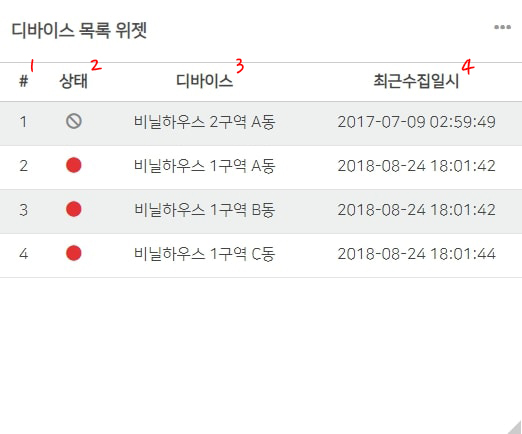 디바이스 목록 위젯
1 2 3 4
# 상태 디바이스 최근수집일시
1 비닐하우스 2구역 A동 2017-07-09 02:59:49
2 비닐하우스 1구역 A동 2018-08-24 18:01:42
3 비닐하우스 1구역 B동 2018-08-24 18:01:42
4 비닐하우스 1구역 C동 2018-08-24 18:01:44